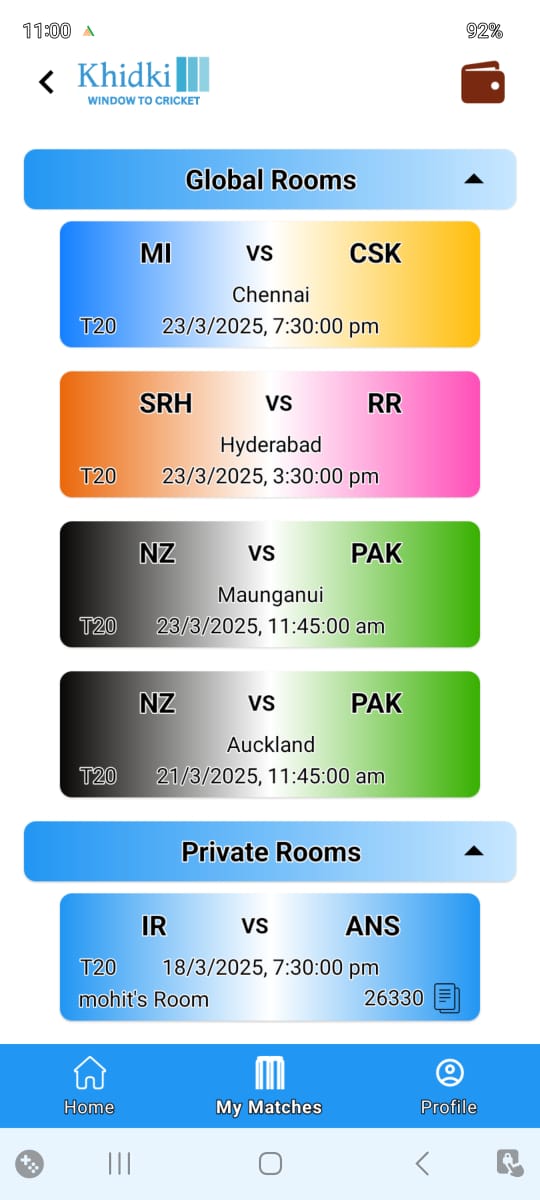 11:00 92%
Khidki
WINDOW TO CRICKET
Global Rooms
MI VS CSK
Chennai
T20 23/3/2025, 7:30:00 pm
SRH VS RR
Hyderabad
T20 23/3/2025, 3:30:00 pm
NZ VS PAK
Maunganui
T20 23/3/2025, 11:45:00 am
NZ VS PAK
Auckland
T20 21/3/2025, 11:45:00 am
Private Rooms
IR VS ANS
T20 18/3/2025, 7:30:00 pm
mohit's Room 26330
Home My Matches Profile